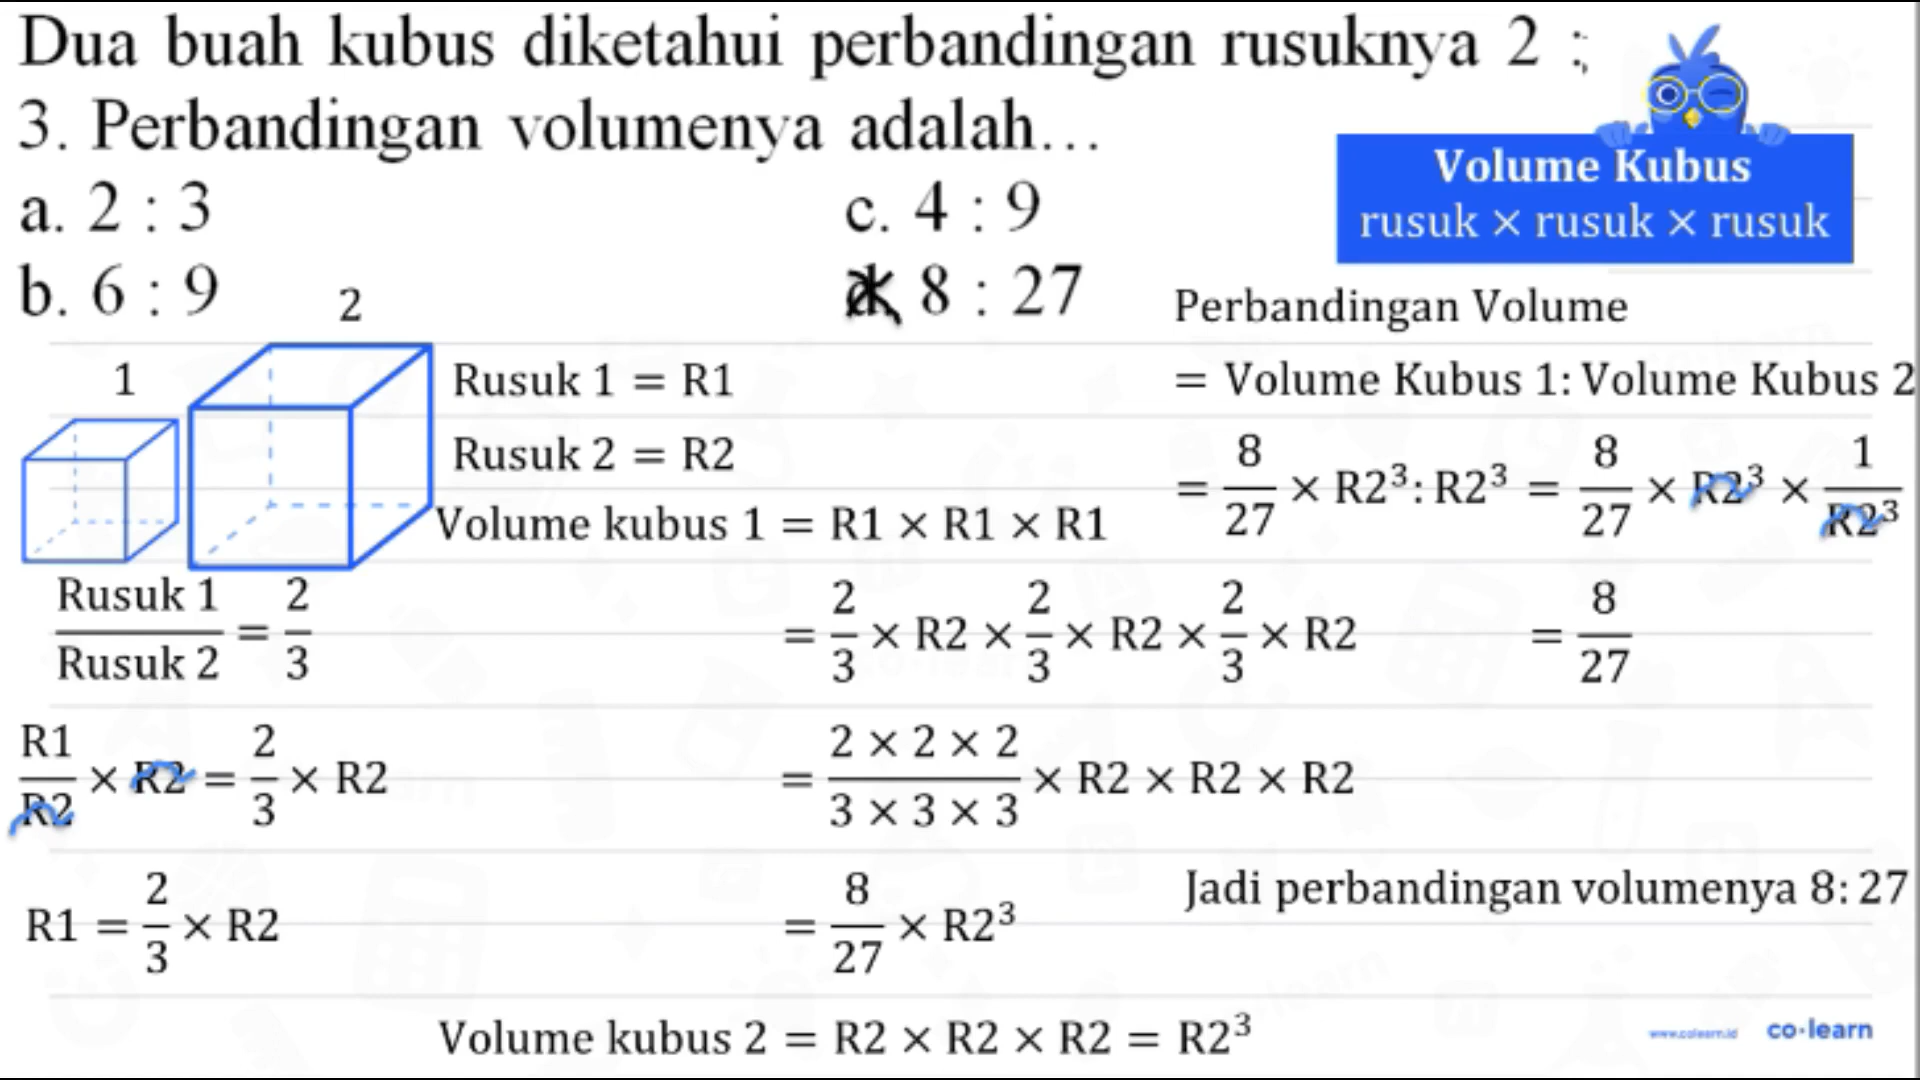 Dua buah kubus diketahui perbandingan rusuknya 2 :
3. Perbandingan volumenya adalah...
a. 2 : 3
c. 4 : 9
b. 6 : 9
d. 8 : 27
Volume Kubus
rusuk × rusuk × rusuk
1
2
Rusuk 1 = R1
Rusuk 2 = R2
Rusuk 1 / Rusuk 2 = 2/3
R1/R2 × R2 = 2/3 × R2
R1 = 2/3 × R2
Volume kubus 1 = R1 × R1 × R1
= 2/3 × R2 × 2/3 × R2 × 2/3 × R2
= (2 × 2 × 2)/(3 × 3 × 3) × R2 × R2 × R2
= 8/27 × R2³
Volume kubus 2 = R2 × R2 × R2 = R2³
Perbandingan Volume
= Volume Kubus 1: Volume Kubus 2
= 8/27 × R2³: R2³ = 8/27 × R2³ × 1/R2³
= 8/27
Jadi perbandingan volumenya 8: 27
www.colearn.id
co·learn